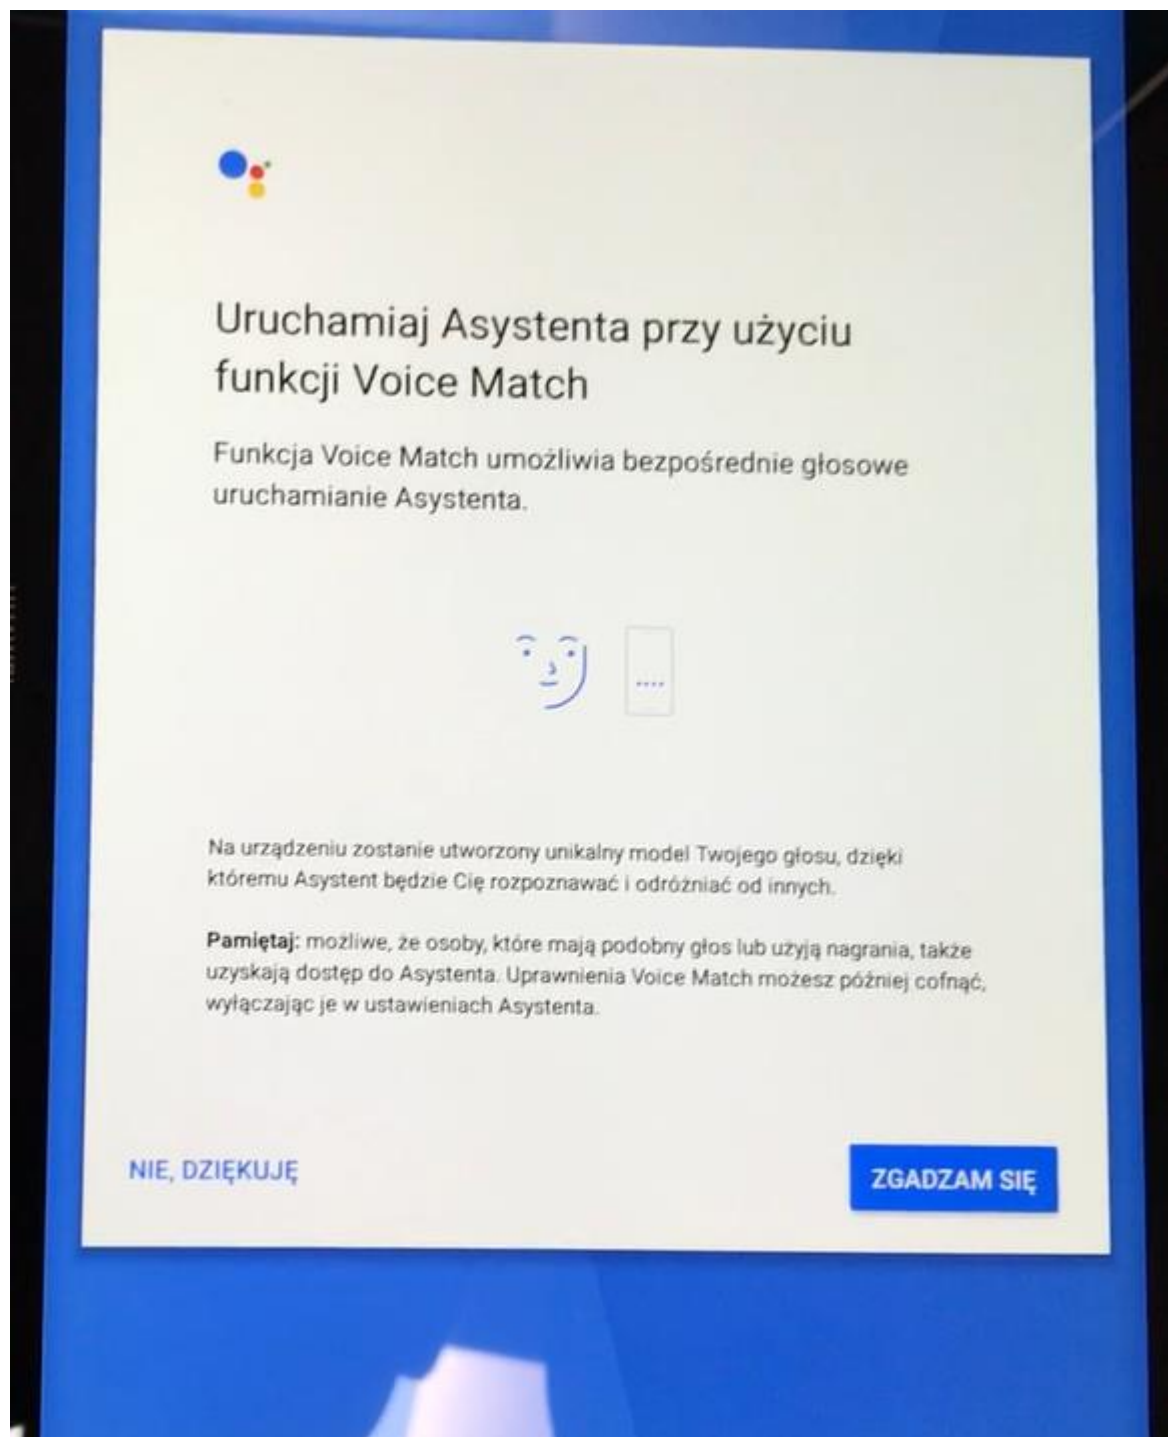 Uruchamiaj Asystenta przy użyciu
funkcji Voice Match
Funkcja Voice Match umożliwia bezpośrednie głosowe
uruchamianie Asystenta.
Na urządzeniu zostanie utworzony unikalny model Twojego głosu, dzięki
któremu Asystent będzie Cię rozpoznawać i odróżniać od innych.
Pamiętaj: możliwe, że osoby, które mają podobny głos lub użyją nagrania, także
uzyskają dostęp do Asystenta. Uprawnienia Voice Match możesz później cofnąć,
wyłączając je w ustawieniach Asystenta.
NIE, DZIĘKUJĘ
ZGADZAM SIĘ